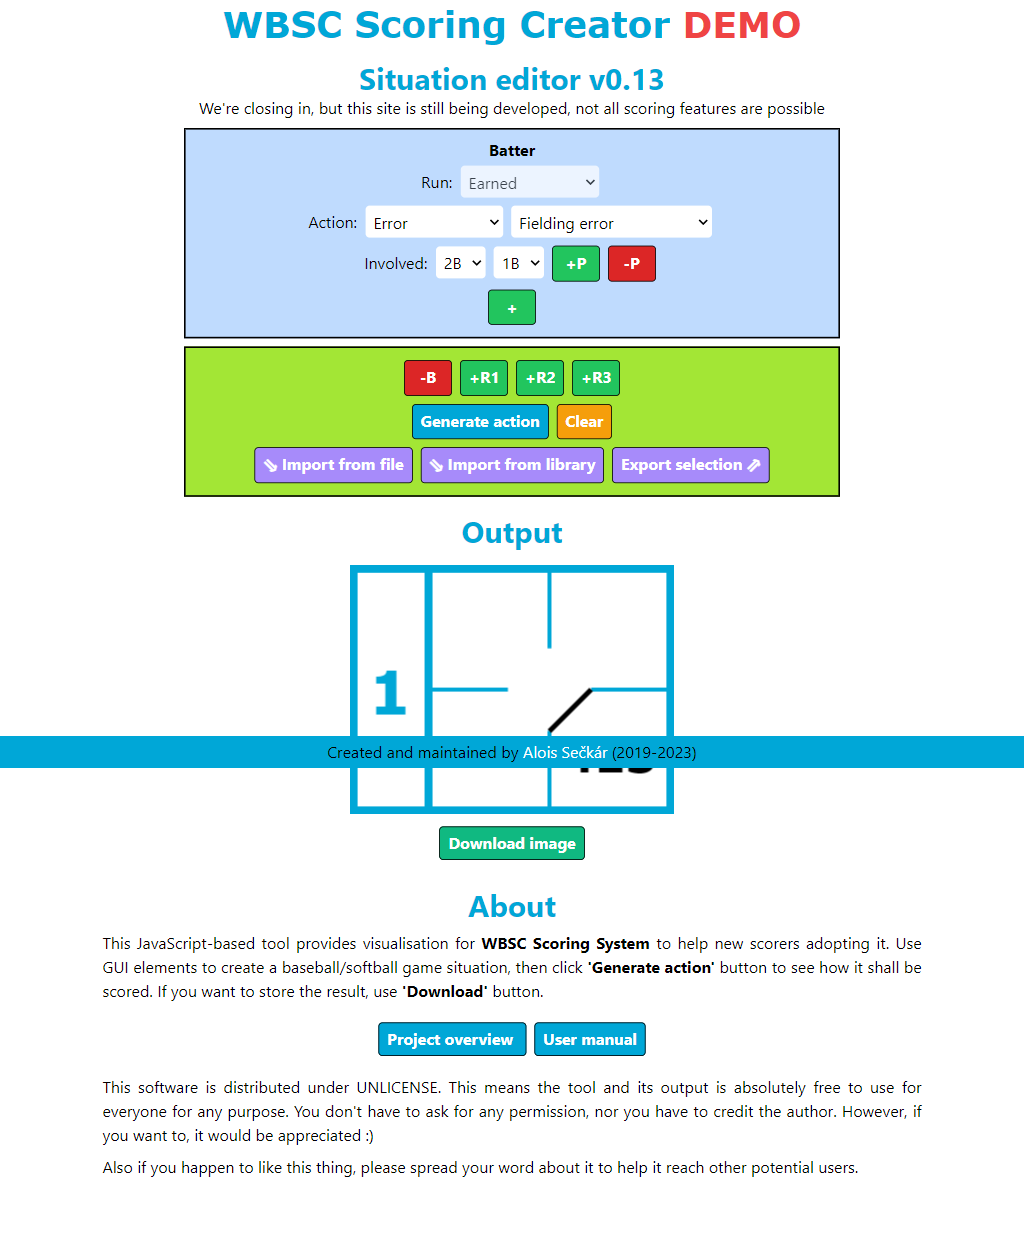 WBSC Scoring Creator DEMO
Situation editor v0.13
We're closing in, but this site is still being developed, not all scoring features are possible
Batter
Run: Earned
Action: Error Fielding error
Involved: 2B 1B +P -P
+
-B +R1 +R2 +R3
Generate action Clear
⇘ Import from file ⇘ Import from library Export selection ⇗
Output
1
Created and maintained by Alois Sečkár (2019-2023)
Download image
About
This JavaScript-based tool provides visualisation for WBSC Scoring System to help new scorers adopting it. Use
GUI elements to create a baseball/softball game situation, then click 'Generate action' button to see how it shall be
scored. If you want to store the result, use 'Download' button.
Project overview User manual
This software is distributed under UNLICENSE. This means the tool and its output is absolutely free to use for
everyone for any purpose. You don't have to ask for any permission, nor you have to credit the author. However, if
you want to, it would be appreciated :)
Also if you happen to like this thing, please spread your word about it to help it reach other potential users.